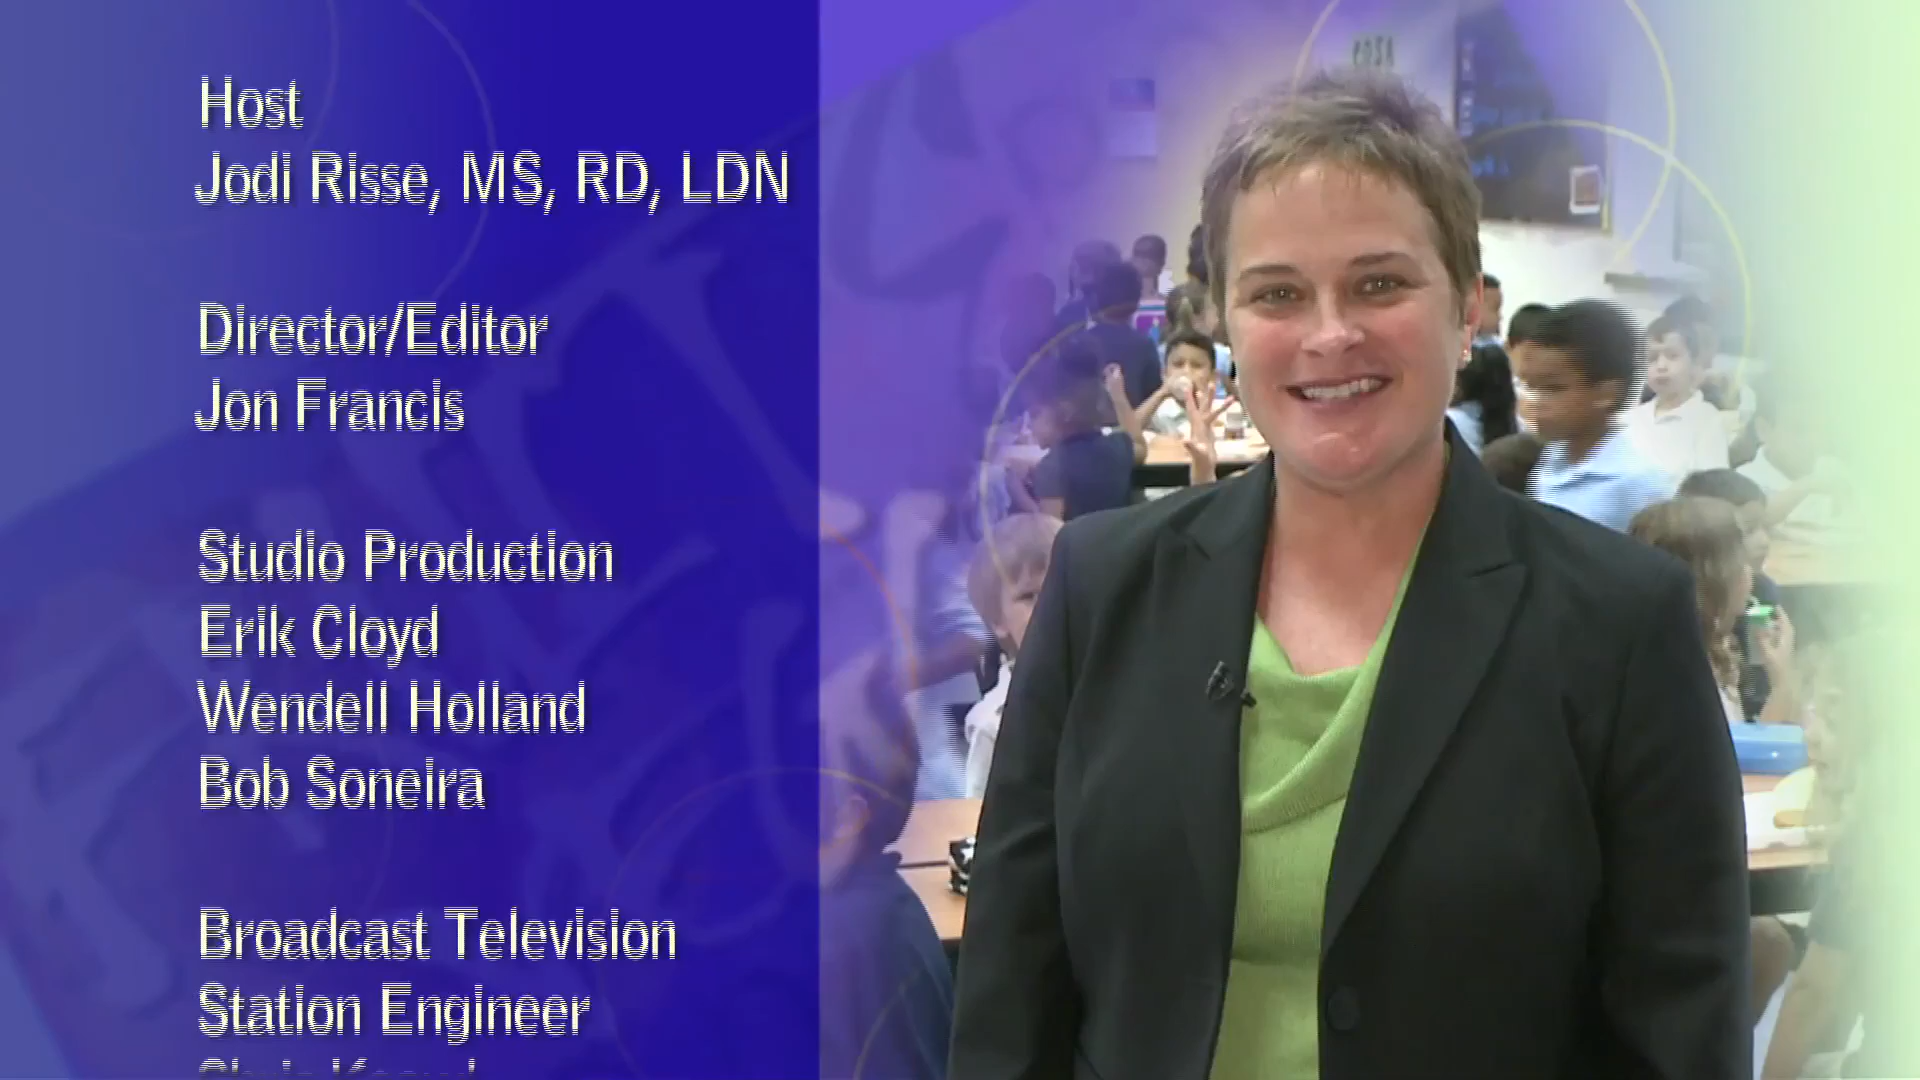 Host
Jodi Risse, MS, RD, LDN
Director/Editor
Jon Francis
Studio Production
Erik Cloyd
Wendell Holland
Bob Soneira
Broadcast Television
Station Engineer